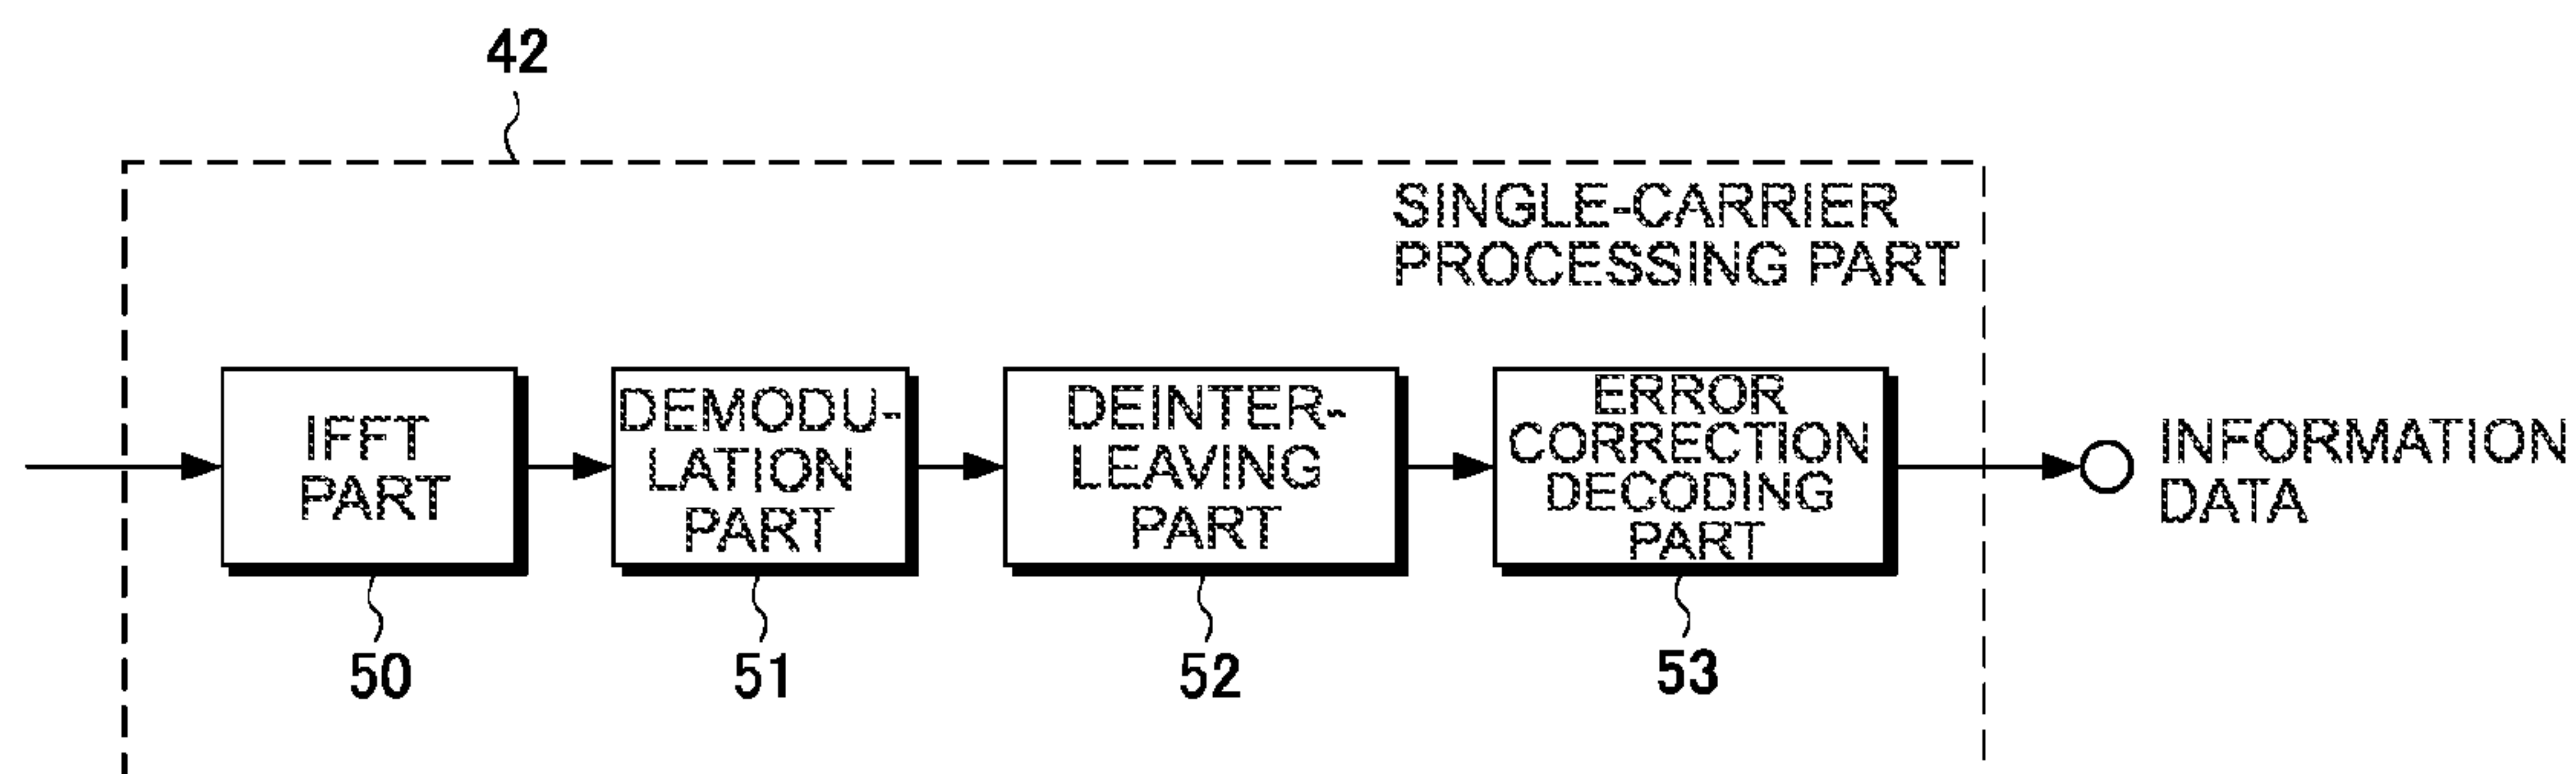 42
SINGLE-CARRIER
PROCESSING PART
IFFT
PART
DEMODU-
LATION
PART
DEINTER-
LEAVING
PART
ERROR
CORRECTION
DECODING
PART
INFORMATION
DATA
50
51
52
53